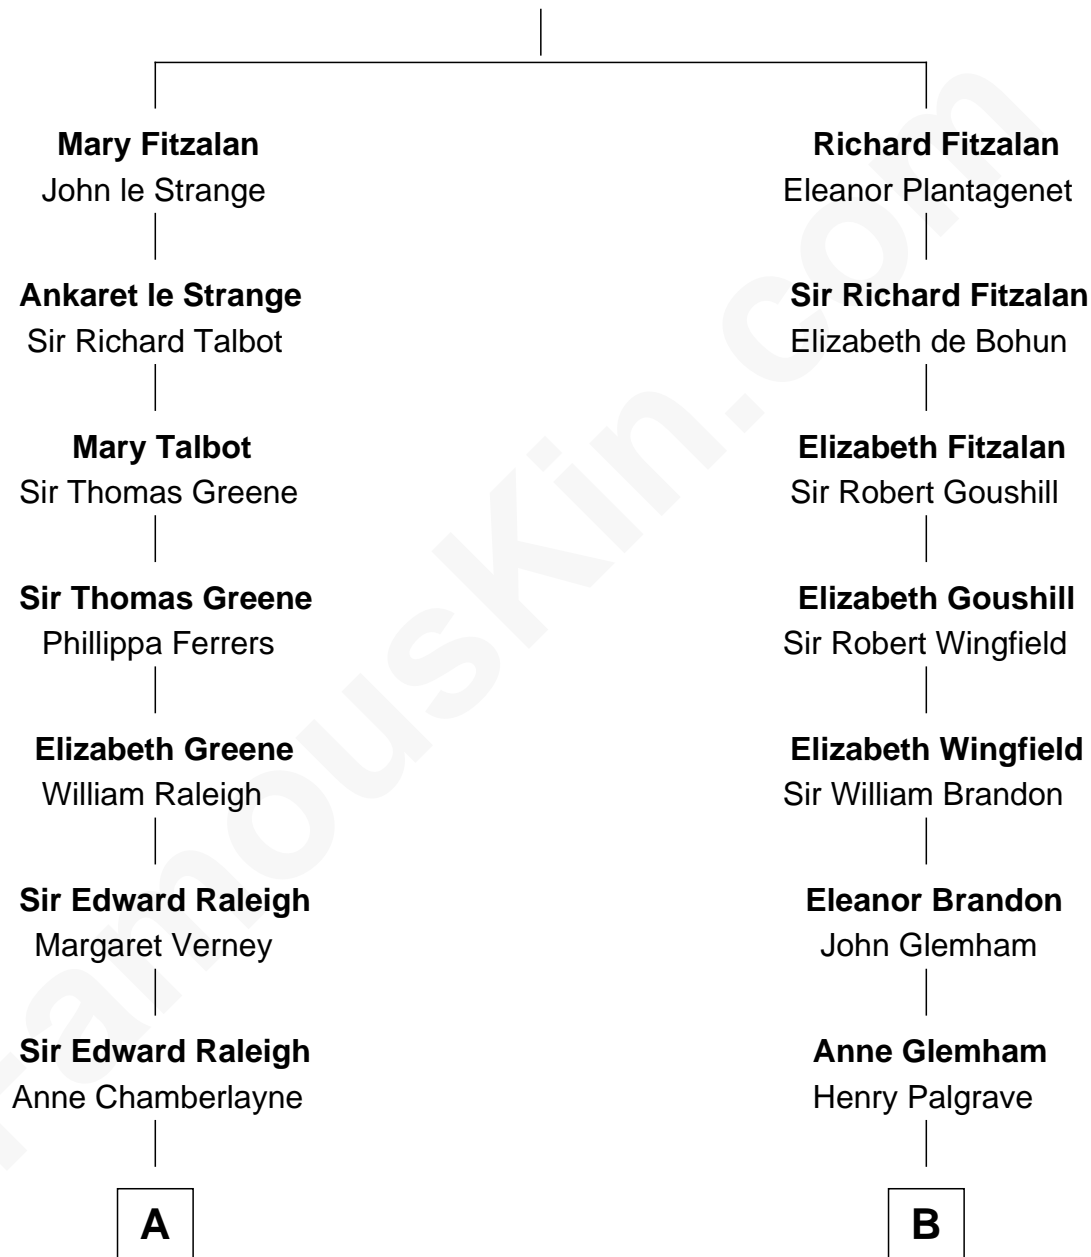 Mary Fitzalan
John le Strange
Ankaret le Strange
Sir Richard Talbot
Mary Talbot
Sir Thomas Greene
Sir Thomas Greene
Phillippa Ferrers
Elizabeth Greene
William Raleigh
Sir Edward Raleigh
Margaret Verney
Sir Edward Raleigh
Anne Chamberlayne
A
Richard Fitzalan
Eleanor Plantagenet
Sir Richard Fitzalan
Elizabeth de Bohun
Elizabeth Fitzalan
Sir Robert Goushill
Elizabeth Goushill
Sir Robert Wingfield
Elizabeth Wingfield
Sir William Brandon
Eleanor Brandon
John Glemham
Anne Glemham
Henry Palgrave
B
FamousKin.com